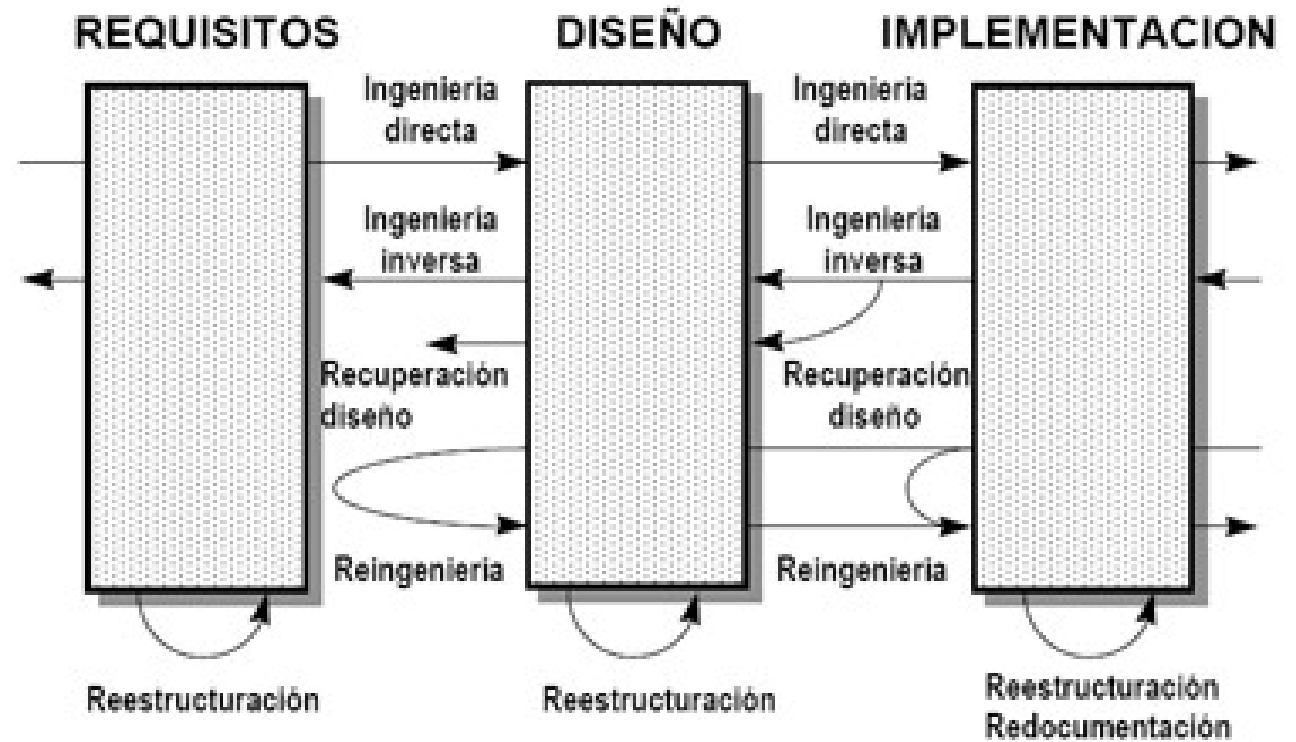 REQUISITOS
DISEÑO
IMPLEMENTACION
Ingeniería
directa
Ingeniería
directa
Ingeniería
inversa
Ingeniería
inversa
Recuperación
diseño
Recuperación
diseño
Reingeniería
Reingeniería
Reestructuración
Reestructuración
Reestructuración
Redocumentación